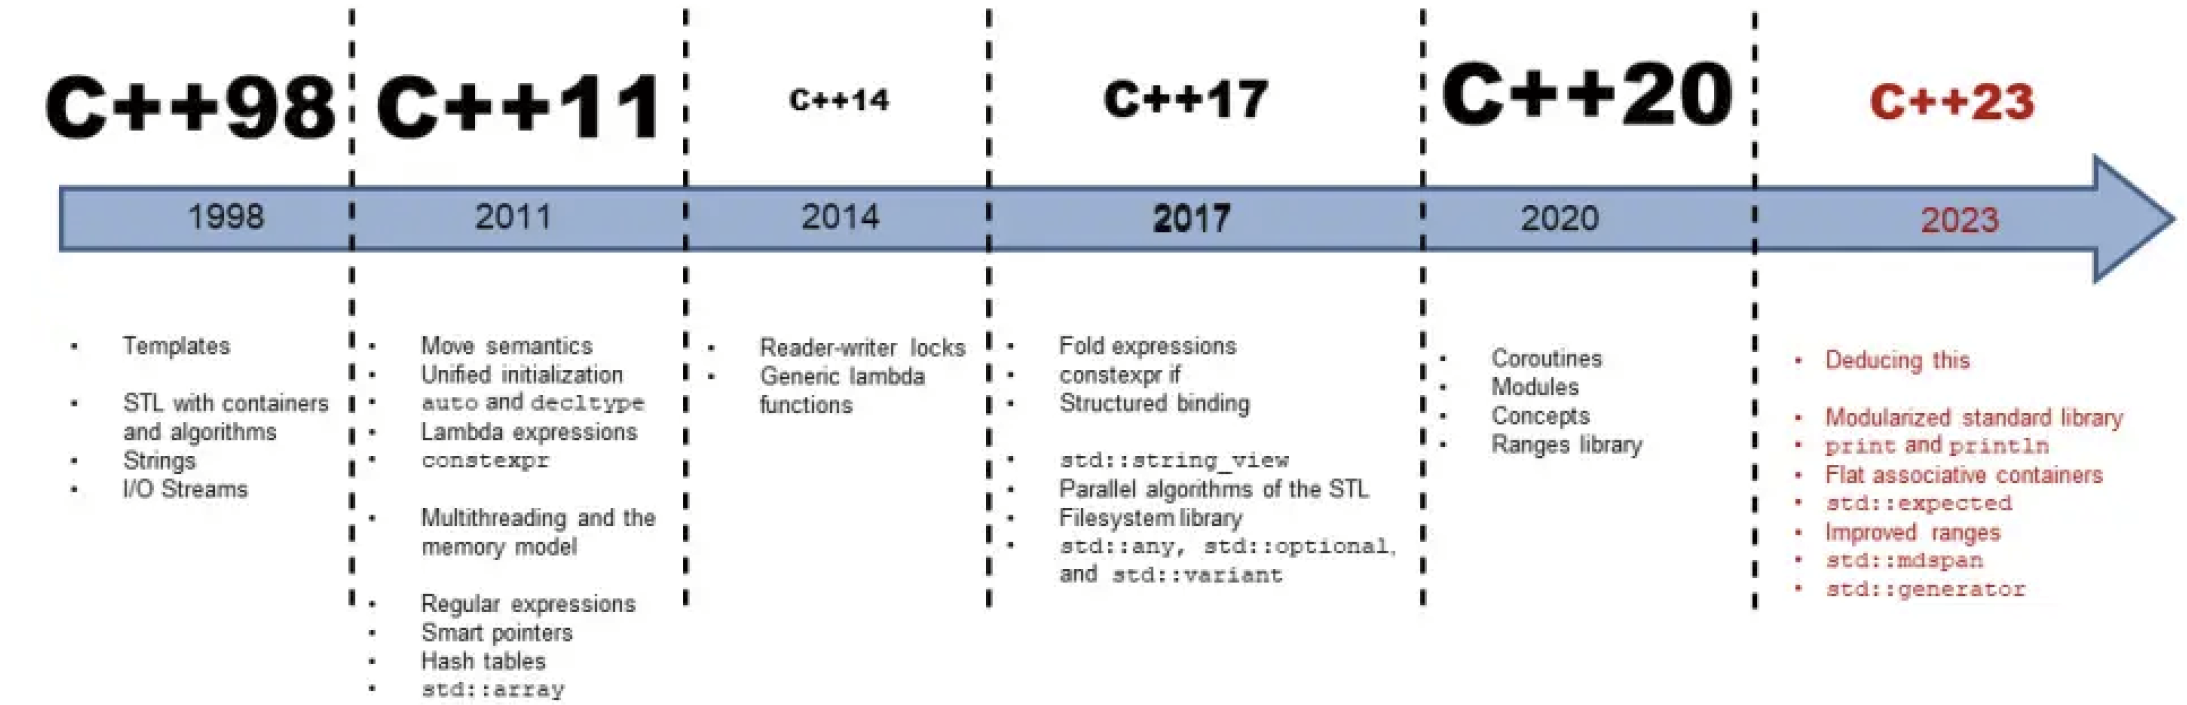 C++98
C++11
C++14
C++17
C++20
C++23
1998
2011
2014
2017
2020
2023
• Templates
• STL with containers
and algorithms
• Strings
• I/O Streams
• Move semantics
• Unified initialization
• auto and decltype
• Lambda expressions
• constexpr
• Multithreading and the
memory model
• Regular expressions
• Smart pointers
• Hash tables
• std::array
• Reader-writer locks
• Generic lambda
functions
• Fold expressions
• constexpr if
• Structured binding
• std::string_view
• Parallel algorithms of the STL
• Filesystem library
• std::any, std::optional,
and std::variant
• Coroutines
• Modules
• Concepts
• Ranges library
• Deducing this
• Modularized standard library
• print and println
• Flat associative containers
• std::expected
• Improved ranges
• std::mdspan
• std::generator